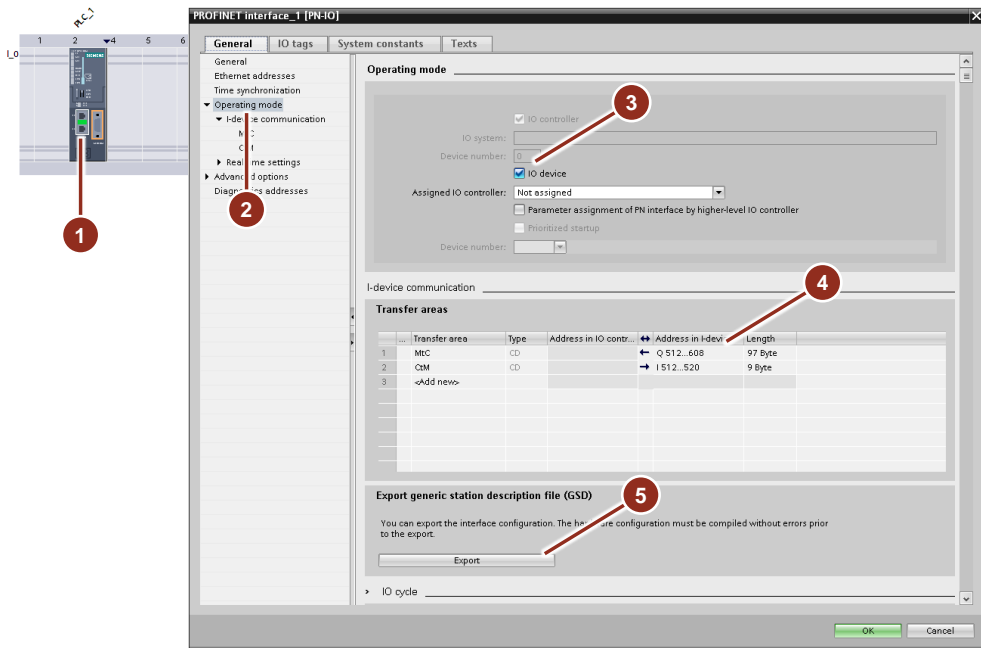 PLC_1
1 2 4 5 6
I_0
SIEMENS
1
PROFINET interface_1 [PN-IO]
General IO tags System constants Texts
General
Ethernet addresses
Time synchronization
Operating mode
I-device communication
2
Advanced options
Diagnostics addresses
Operating mode
3
IO controller
IO system:
Device number: 0
IO device
Assigned IO controller: Not assigned
Parameter assignment of PN interface by higher-level IO controller
Prioritized startup
Device number:
I-device communication
4
Transfer areas
... Transfer area Type Address in IO contr... Address in I-devi Length
1 MtC CD Q 512...608 97 Byte
2 CtM CD I 512...520 9 Byte
3 <Add new>
Export generic station description file (GSD)
5
You can export the interface configuration. The hardware configuration must be compiled without errors prior
to the export.
Export
IO cycle
OK Cancel